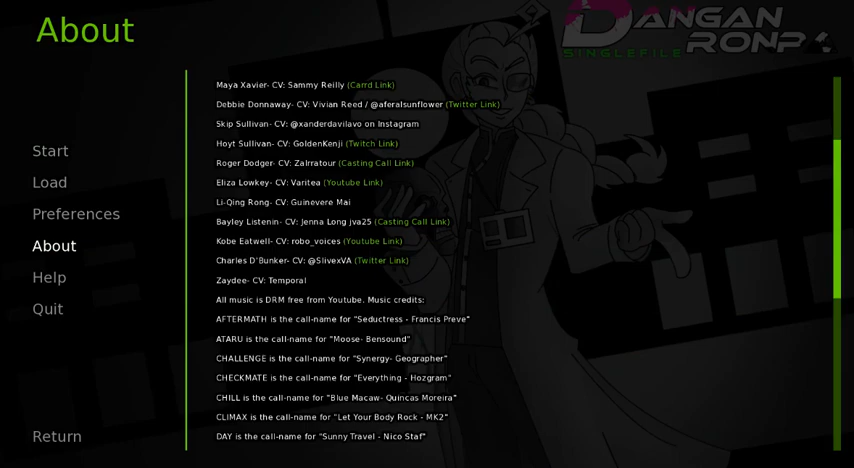 About
DANGAN
SINGLEFILE RONPA
Start
Load
Preferences
About
Help
Quit
Return
Maya Xavier- CV: Sammy Reilly (Carrd Link)
Debbie Donnaway- CV: Vivian Reed / @aferalsunflower (Twitter Link)
Skip Sullivan- CV: @xanderdavilavo on Instagram
Hoyt Sullivan- CV: GoldenKenji (Twitch Link)
Roger Dodger- CV: Zalrratour (Casting Call Link)
Eliza Lowkey- CV: Varitea (Youtube Link)
Li-Qing Rong- CV: Guinevere Mai
Bayley Listenin- CV: Jenna Long jva25 (Casting Call Link)
Kobe Eatwell- CV: robo_voices (Youtube Link)
Charles D'Bunker- CV: @SlivexVA (Twitter Link)
Zaydee- CV: Temporal
All music is DRM free from Youtube. Music credits:
AFTERMATH is the call-name for "Seductress - Francis Preve"
ATARU is the call-name for "Moose- Bensound"
CHALLENGE is the call-name for "Synergy- Geographer"
CHECKMATE is the call-name for "Everything - Hozgram"
CHILL is the call-name for "Blue Macaw- Quincas Moreira"
CLIMAX is the call-name for "Let Your Body Rock - MK2"
DAY is the call-name for "Sunny Travel - Nico Staf"